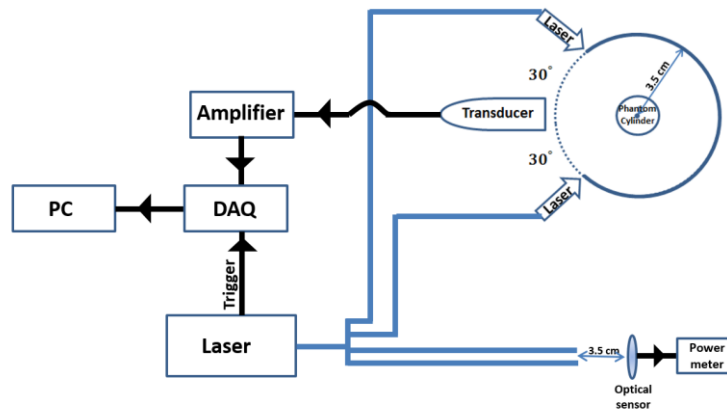 Laser
30°
3.5 cm
Amplifier
Transducer
Phantom
Cylinder
30°
PC
DAQ
Laser
Trigger
Laser
3.5 cm
Power
meter
Optical
sensor